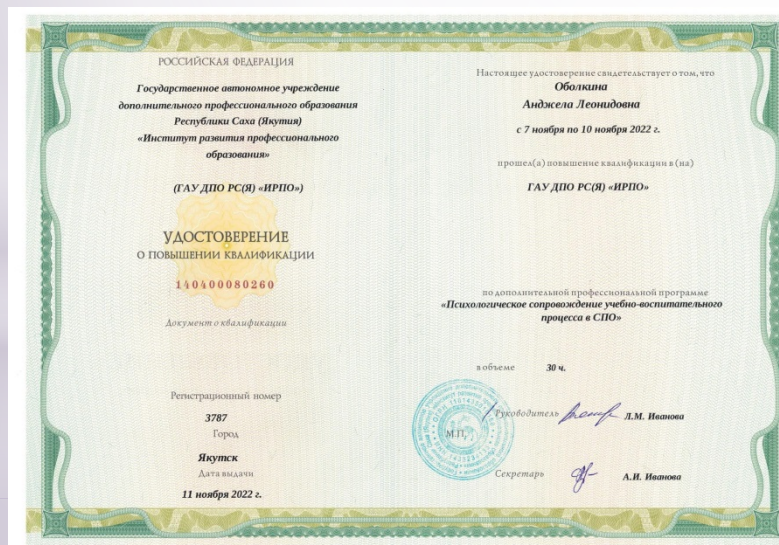 РОССИЙСКАЯ ФЕДЕРАЦИЯ
Государственное автономное учреждение
дополнительного профессионального образования
Республики Саха (Якутия)
«Институт развития профессионального
образования»
(ГАУ ДПО РС(Я) «ИРПО»)
УДОСТОВЕРЕНИЕ
О ПОВЫШЕНИИ КВАЛИФИКАЦИИ
140400080260
Документ о квалификации
Регистрационный номер
3787
Город
Якутск
Дата выдачи
11 ноября 2022 г.
Настоящее удостоверение свидетельствует о том, что
Оболкина
Анджела Леонидовна
с 7 ноября по 10 ноября 2022 г.
прошел(а) повышение квалификации в (на)
ГАУ ДПО РС(Я) «ИРПО»
по дополнительной профессиональной программе
«Психологическое сопровождение учебно-воспитательного
процесса в СПО»
в объеме 30 ч.
Руководитель Л.М. Иванова
М.П.
Секретарь А.И. Иванова